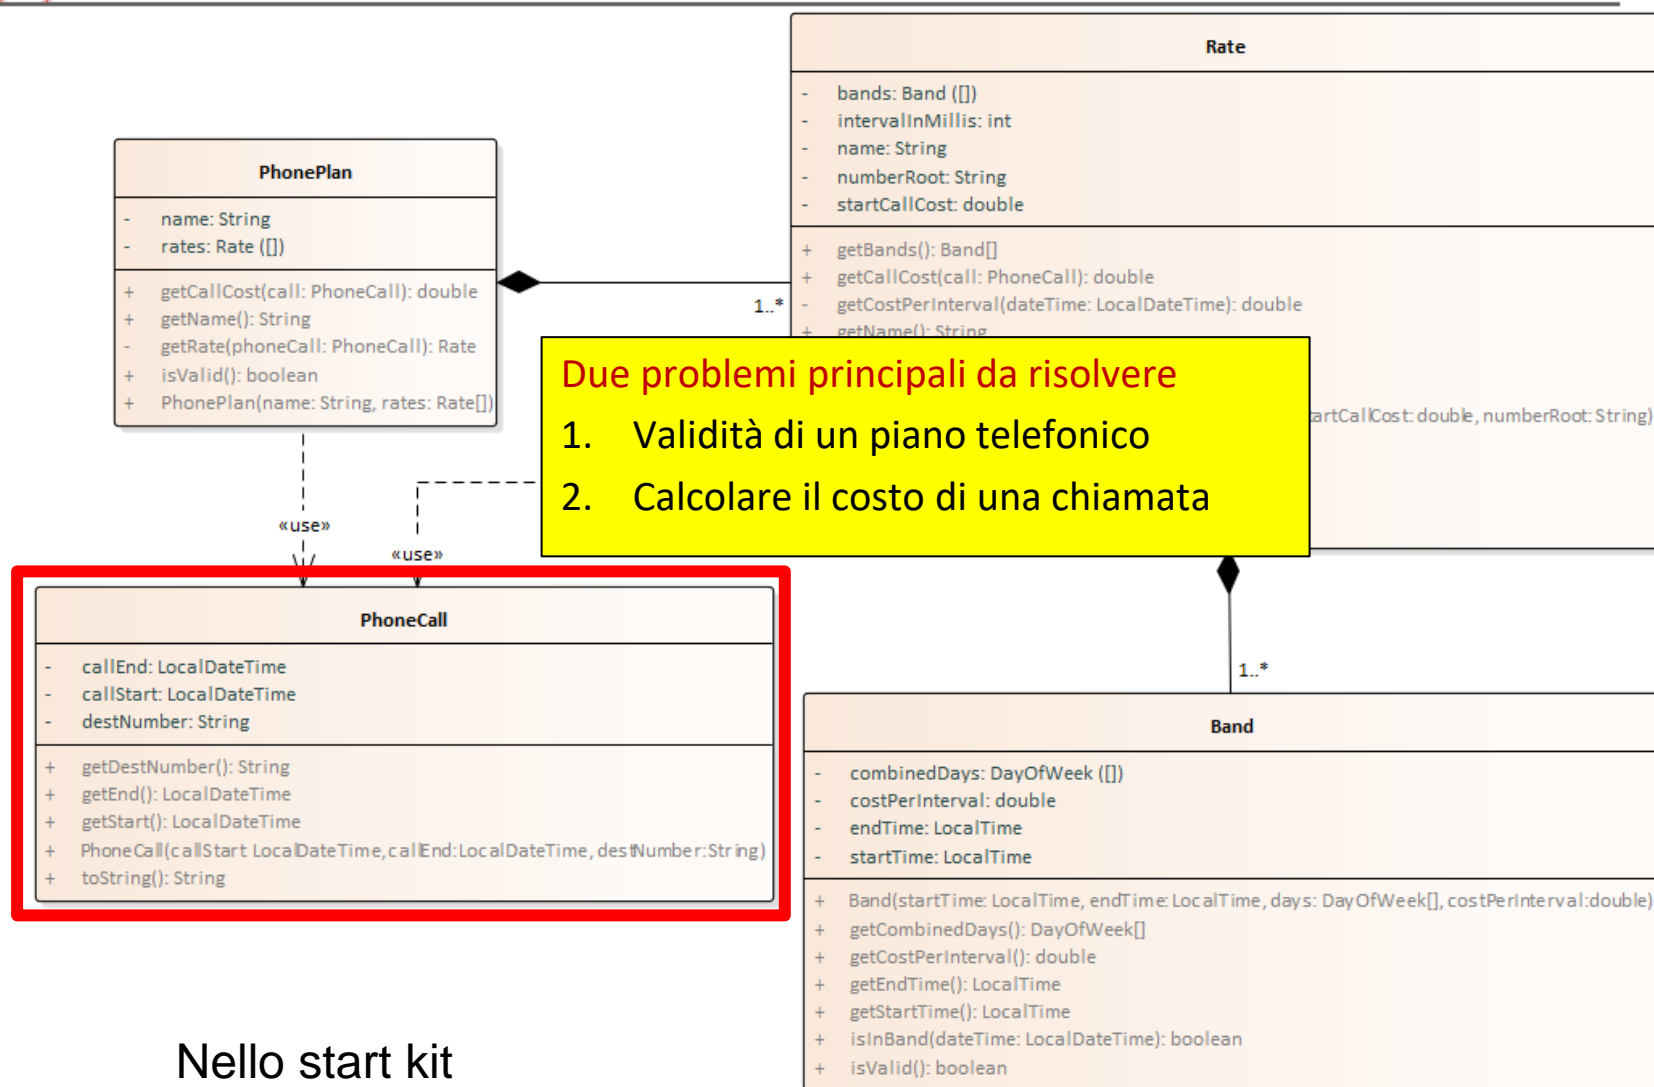 Rate
- bands: Band ([])
- intervalInMillis: int
- name: String
- numberRoot: String
- startCallCost: double
+ getBands(): Band[]
+ getCallCost(call: PhoneCall): double
- getCostPerInterval(dateTime: LocalDateTime): double
+ getName(): String
artCallCost: double, numberRoot: String)
PhonePlan
- name: String
- rates: Rate ([])
+ getCallCost(call: PhoneCall): double
+ getName(): String
- getRate(phoneCall: PhoneCall): Rate
+ isValid(): boolean
+ PhonePlan(name: String, rates: Rate[])
1..*
Due problemi principali da risolvere
1. Validità di un piano telefonico
2. Calcolare il costo di una chiamata
«use»
«use»
PhoneCall
- callEnd: LocalDateTime
- callStart: LocalDateTime
- destNumber: String
+ getDestNumber(): String
+ getEnd(): LocalDateTime
+ getStart(): LocalDateTime
+ PhoneCall(callStart LocalDateTime,callEnd:LocalDateTime, destNumber:String)
+ toString(): String
1..*
Band
- combinedDays: DayOfWeek ([])
- costPerInterval: double
- endTime: LocalTime
- startTime: LocalTime
+ Band(startTime: LocalTime, endTime: LocalTime, days: DayOfWeek[], costPerInterval:double)
+ getCombinedDays(): DayOfWeek[]
+ getCostPerInterval(): double
+ getEndTime(): LocalTime
+ getStartTime(): LocalTime
+ isInBand(dateTime: LocalDateTime): boolean
+ isValid(): boolean
Nello start kit